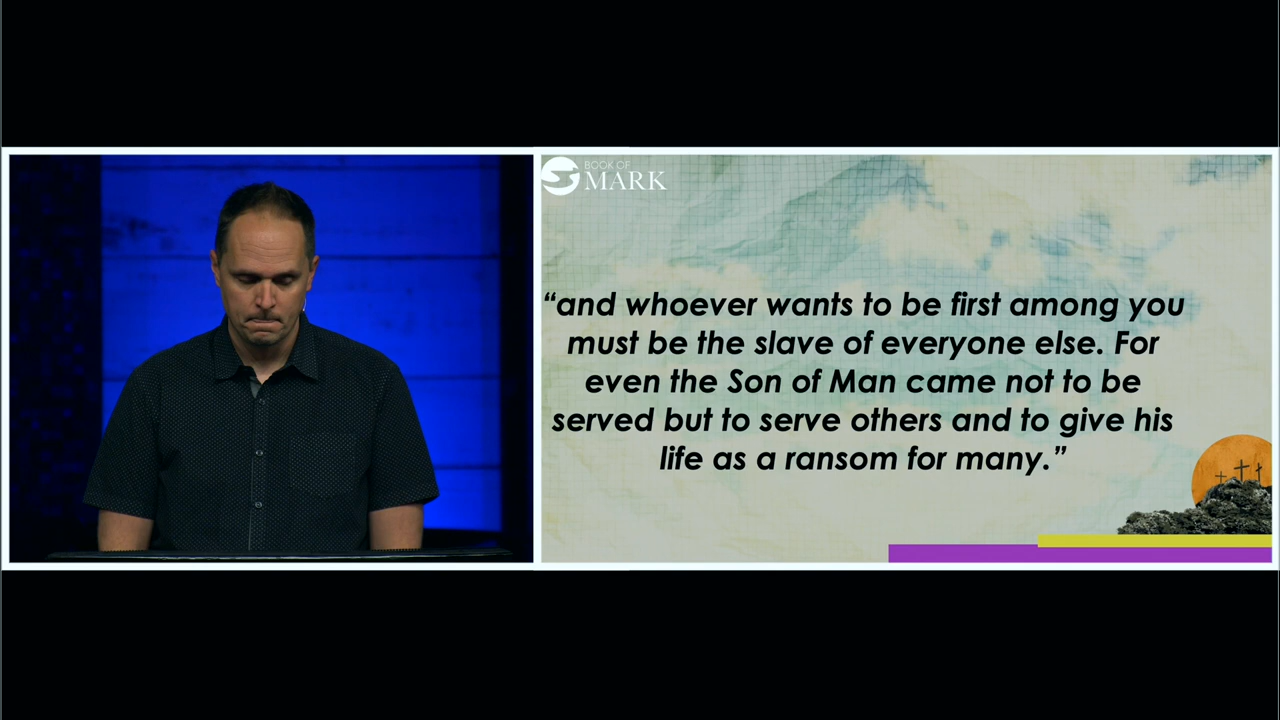 BOOK OF
MARK
“and whoever wants to be first among you
must be the slave of everyone else. For
even the Son of Man came not to be
served but to serve others and to give his
life as a ransom for many.”